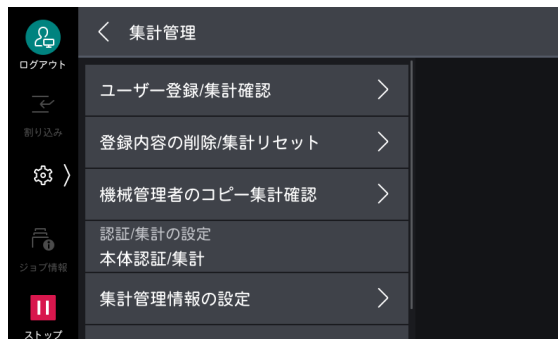 集計管理
ログアウト
ユーザー登録/集計確認
割り込み
登録内容の削除/集計リセット
機械管理者のコピー集計確認
認証/集計の設定
本体認証/集計
ジョブ情報
集計管理情報の設定
ストップ